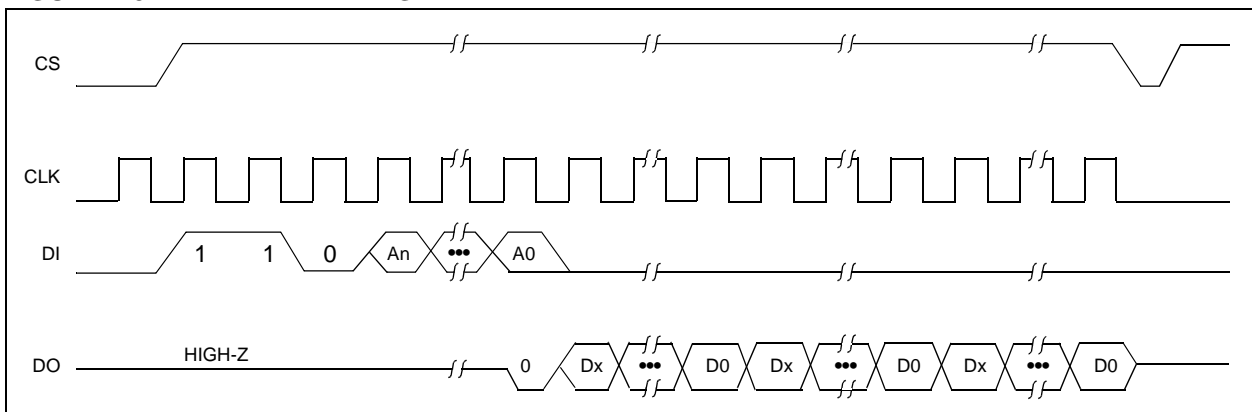 CS
CLK
DI 1 1 0 An ••• A0
DO HIGH-Z 0 Dx ••• D0 Dx ••• D0 Dx ••• D0